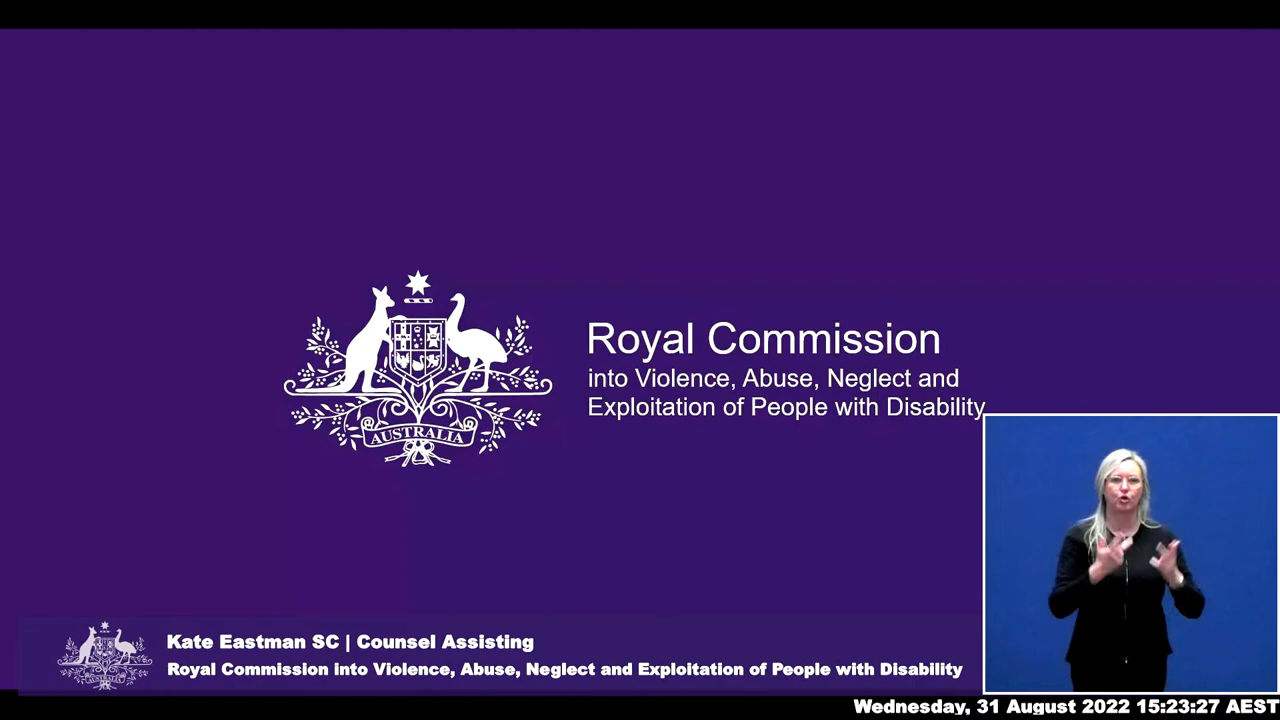 Royal Commission
into Violence, Abuse, Neglect and
Exploitation of People with Disability
AUSTRALIA
Kate Eastman SC | Counsel Assisting
Royal Commission into Violence, Abuse, Neglect and Exploitation of People with Disability
Wednesday, 31 August 2022 15:23:27 AEST